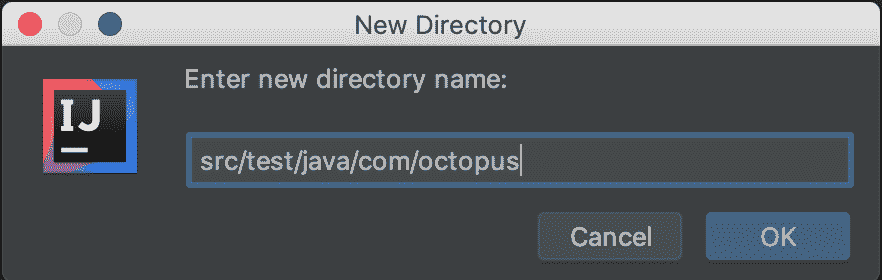 New Directory
Enter new directory name:
IJ
src/test/java/com/octopus
Cancel
OK